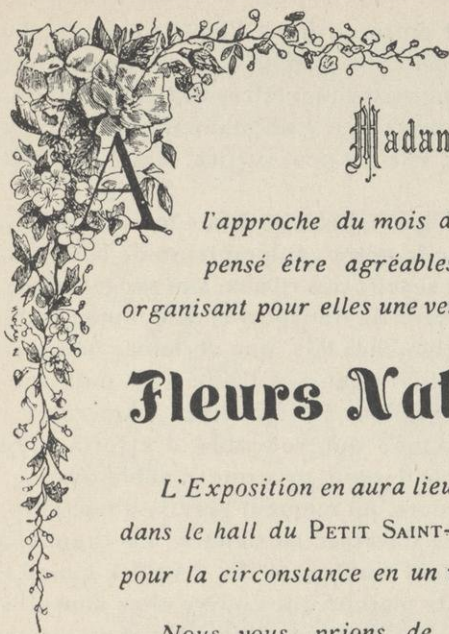 Madam
A
l'approche du mois d
pensé être agréables
organisant pour elles une ve
Fleurs Nat
L'Exposition en aura lieu
dans le hall du PETIT SAINT-
pour la circonstance en un
Nous vous prions de